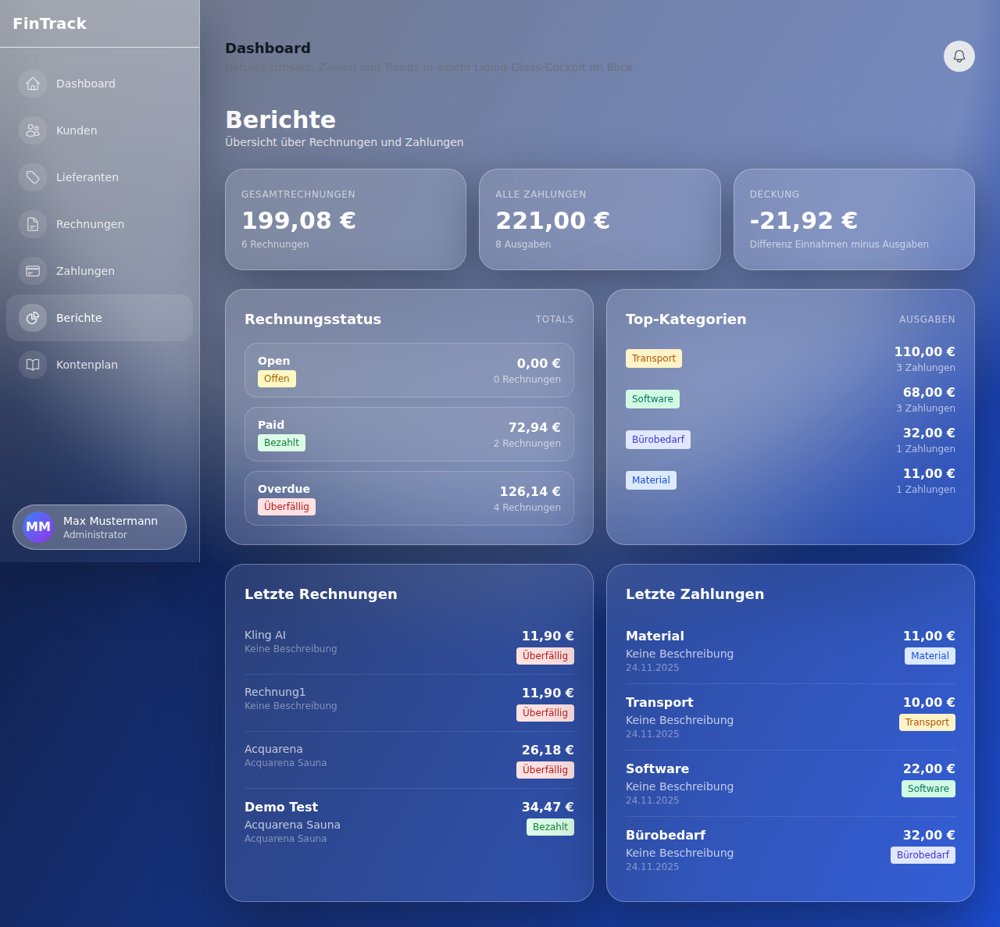 FinTrack
Dashboard
Kunden
Lieferanten
Rechnungen
Zahlungen
Berichte
Kontenplan
MM
Max Mustermann
Administrator
Dashboard
Behalte Umsatz, Zahlen und Trends in einem Liquid-Glass-Cockpit im Blick.
Berichte
Übersicht über Rechnungen und Zahlungen
GESAMTRECHNUNGEN
199,08 €
6 Rechnungen
ALLE ZAHLUNGEN
221,00 €
8 Ausgaben
DECKUNG
-21,92 €
Differenz Einnahmen minus Ausgaben
Rechnungsstatus TOTALS
Open
Offen
0,00 €
0 Rechnungen
Paid
Bezahlt
72,94 €
2 Rechnungen
Overdue
Überfällig
126,14 €
4 Rechnungen
Top-Kategorien AUSGABEN
Transport
110,00 €
3 Zahlungen
Software
68,00 €
3 Zahlungen
Bürobedarf
32,00 €
1 Zahlungen
Material
11,00 €
1 Zahlungen
Letzte Rechnungen
Kling AI
Keine Beschreibung
11,90 €
Überfällig
Rechnung1
Keine Beschreibung
11,90 €
Überfällig
Acquarena
Acquarena Sauna
26,18 €
Überfällig
Demo Test
Acquarena Sauna
Acquarena Sauna
34,47 €
Bezahlt
Letzte Zahlungen
Material
Keine Beschreibung
24.11.2025
11,00 €
Material
Transport
Keine Beschreibung
24.11.2025
10,00 €
Transport
Software
Keine Beschreibung
24.11.2025
22,00 €
Software
Bürobedarf
Keine Beschreibung
24.11.2025
32,00 €
Bürobedarf